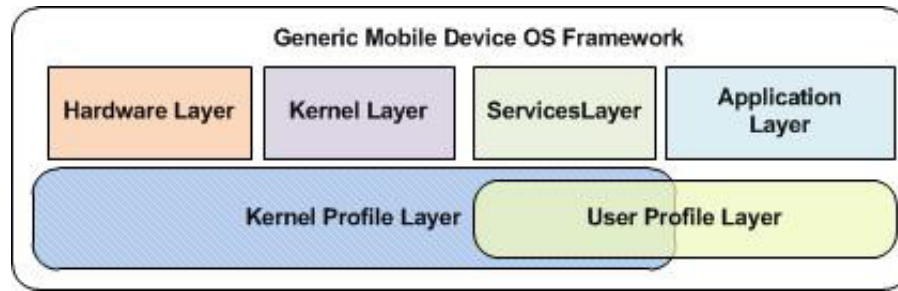 Generic Mobile Device OS Framework
Hardware Layer
Kernel Layer
ServicesLayer
Application
Layer
Kernel Profile Layer
User Profile Layer